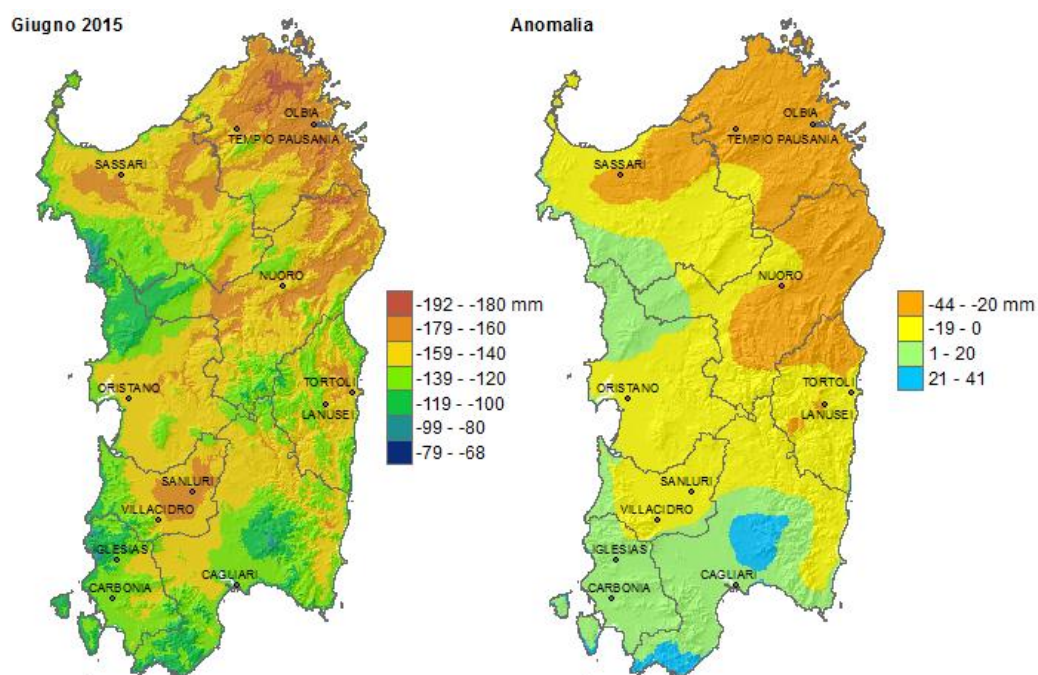 Giugno 2015
OLBIA
TEMPIO PAUSANIA
SASSARI
NUORO
ORISTANO
TORTOLI
LANUSEI
SANLURI
VILLACIDRO
IGLESIAS
CARBONIA
CAGLIARI
-192 - -180 mm
-179 - -160
-159 - -140
-139 - -120
-119 - -100
-99 - -80
-79 - -68
Anomalia
OLBIA
TEMPIO PAUSANIA
SASSARI
NUORO
ORISTANO
TORTOLI
LANUSEI
SANLURI
VILLACIDRO
IGLESIAS
CARBONIA
CAGLIARI
-44 - -20 mm
-19 - 0
1 - 20
21 - 41